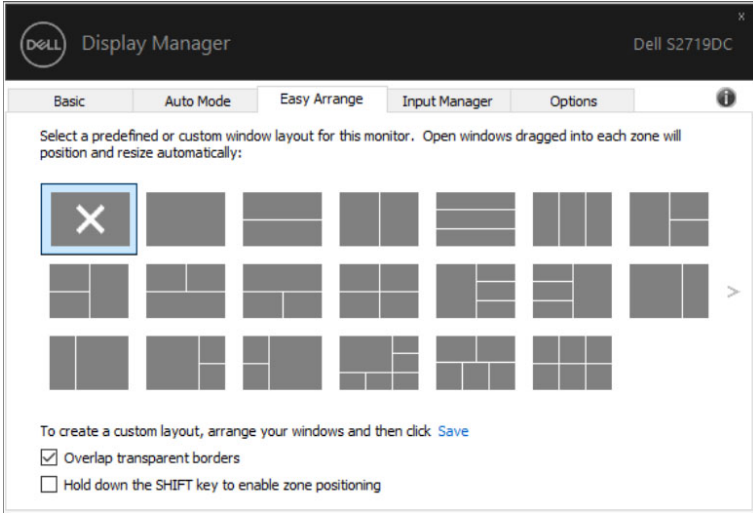 x
DELL Display Manager Dell S2719DC
Basic Auto Mode Easy Arrange Input Manager Options
Select a predefined or custom window layout for this monitor. Open windows dragged into each zone will
position and resize automatically:
To create a custom layout, arrange your windows and then click Save
Overlap transparent borders
Hold down the SHIFT key to enable zone positioning